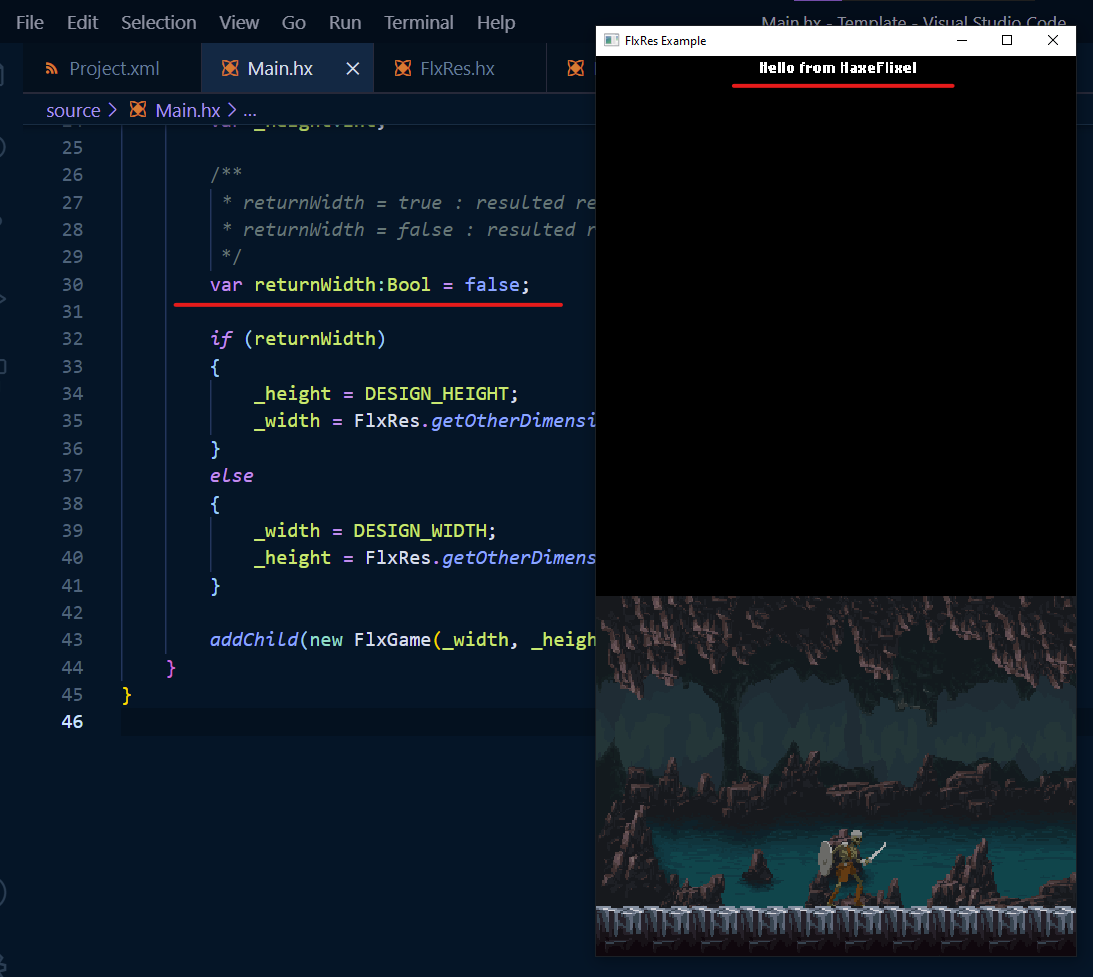 File Edit Selection View Go Run Terminal Help
Main.hx - Template - Visual Studio Code
Project.xml Main.hx FlxRes.hx
source > Main.hx > ...
25
26 /**
27 * returnWidth = true : resulted re
28 * returnWidth = false : resulted r
29 */
30 var returnWidth:Bool = false;
31
32 if (returnWidth)
33 {
34 _height = DESIGN_HEIGHT;
35 _width = FlxRes.getOtherDimensi
36 }
37 else
38 {
39 _width = DESIGN_WIDTH;
40 _height = FlxRes.getOtherDimens
41 }
42
43 addChild(new FlxGame(_width, _heigh
44 }
45 }
46
FlxRes Example
Hello from HaxeFlixel